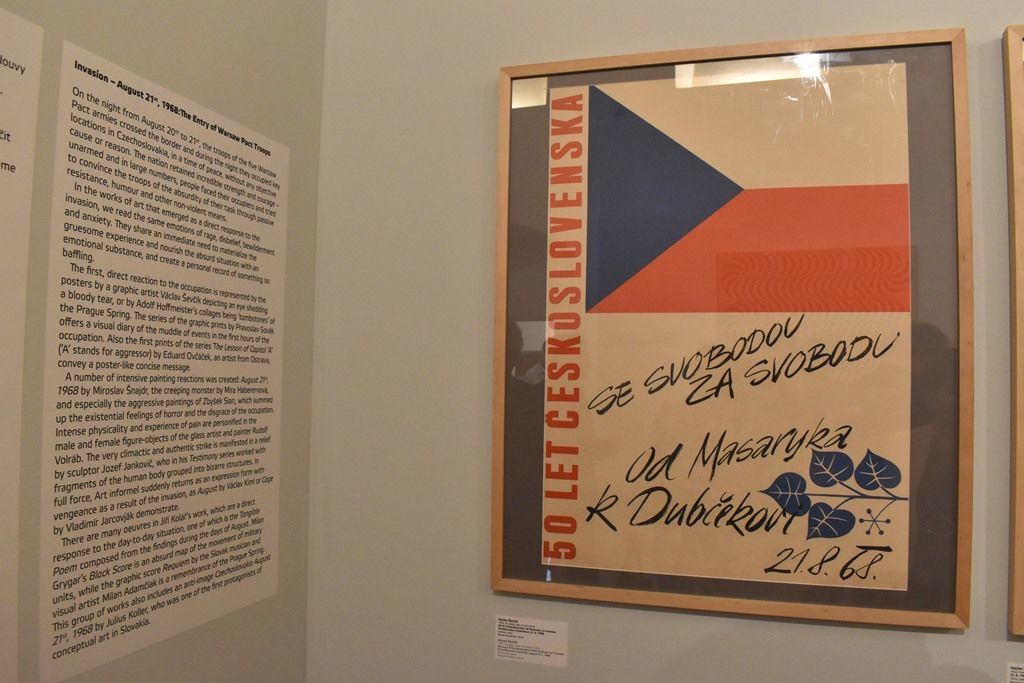 louvy
čit
me
Invasion – August 21st, 1968: The Entry of Warsaw Pact Troops
On the night from August 20th to 21st, the troops of the five Warsaw
Pact armies crossed the border and during the night they occupied key
locations in Czechoslovakia, in a time of peace, without any objective
cause or reason. The nation retained incredible strength and courage –
unarmed and in large numbers, people faced their occupiers and tried
to convince the troops of the absurdity of their task through passive
resistance, humour and other non-violent means.
In the works of art that emerged as a direct response to the
invasion, we read the same emotions of rage, disbelief, bewilderment
and anxiety. They share an immediate need to materialize the
gruesome experience and nourish the absurd situation with an
emotional substance, and create a personal record of something so
baffling.
The first, direct reaction to the occupation is represented by the
posters by a graphic artist Václav Ševčík depicting an eye shedding
a bloody tear, or by Adolf Hoffmeister's collages being 'tombstones' of
the Prague Spring. The series of the graphic prints by Pravoslav Sovák
offers a visual diary of the muddle of events in the first hours of the
occupation. Also the first prints of the series The Lesson of Capital 'A'
('A' stands for aggressor) by Eduard Ovčáček, an artist from Ostrava,
convey a poster-like concise message.
A number of intensive painting reactions was created: August 21st,
1968 by Miroslav Šnajdr, the creeping monster by Mira Haberernová,
and especially the aggressive paintings of Zbyšek Sion, which summed
up the existential feelings of horror and the disgrace of the occupation.
Intense physicality and experience of pain are personified in the
male and female figure-objects of the glass artist and painter Rudolf
Volráb. The very climactic and authentic strike is manifested in a relief
by sculptor Jozef Jankovič, who in his Testimony series worked with
fragments of the human body grouped into bizarre structures. In
full force, Art informel suddenly returns as an expression form with
vengeance as a result of the invasion, as August by Václav Kiml or Cape
by Vladimír Jarcovják demonstrate.
There are many oeuvres in Jiří Kolář's work, which are a direct
response to the day-to-day situation, one of which is the Tangible
Poem composed from the findings during the days of August. Milan
Grygar's Black Score is an absurd map of the movement of military
units, while the graphic score Requiem by the Slovak musician and
visual artist Milan Adamčiak is a remembrance of the Prague Spring.
This group of works also includes an anti-image Czechoslovakia August
21st, 1968 by Július Koller, who was one of the first protagonists of
conceptual art in Slovakia.
50 LET ČESKOSLOVENSKA
SE SVOBODOU
ZA SVOBODU
Od Masaryka
k Dubčekovi
21.8.68.